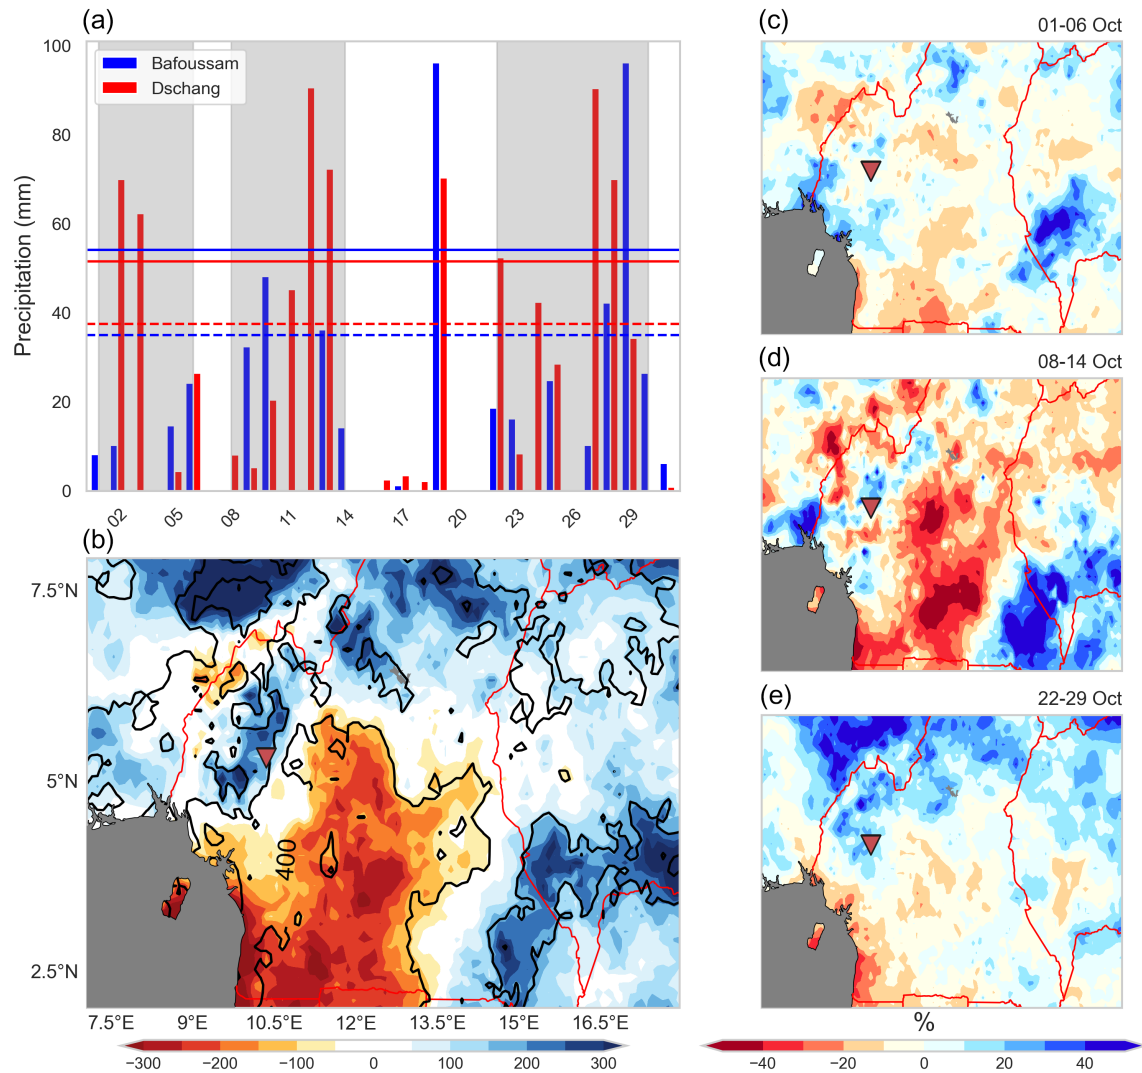 (a)
100
80
60
40
20
0
Precipitation (mm)
Bafoussam
Dschang
02 05 08 11 14 17 20 23 26 29
(b)
7.5°N
5°N
2.5°N
400
7.5°E 9°E 10.5°E 12°E 13.5°E 15°E 16.5°E
−300 −200 −100 0 100 200 300
(c) 01-06 Oct
(d) 08-14 Oct
(e) 22-29 Oct
%
−40 −20 0 20 40